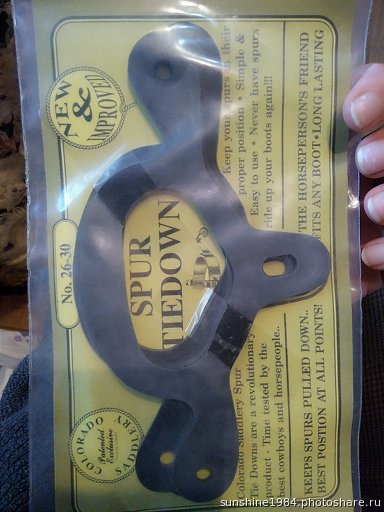 NEW
&
IMPROVED
No. 26-30
COLORADO
Patented
Exclusive
SADDLERY
SPUR
TIEDOWN
Keep your spurs in their
proper position • Simple &
Easy to use • Never have spurs
ride up your boots again!!!
THE HORSEPERSON'S FRIEND
FITS ANY BOOT • LONG LASTING
Colorado Saddlery Spur
Tie Downs are a revolutionary
product - Time tested by the
best cowboys and horsepeople..
KEEPS SPURS PULLED DOWN..
BEST POSTION AT ALL POINTS!
sunshine1984.photoshare.ru